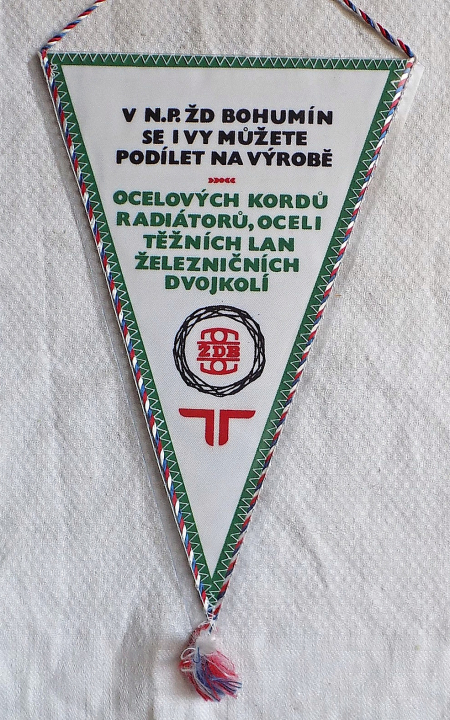 V N.P. ŽD BOHUMÍN
SE I VY MŮŽETE
PODÍLET NA VÝROBĚ
OCELOVÝCH KORDŮ
RADIÁTORŮ, OCELI
TĚŽNÍCH LAN
ŽELEZNIČNÍCH
DVOJKOLÍ
ŽDB